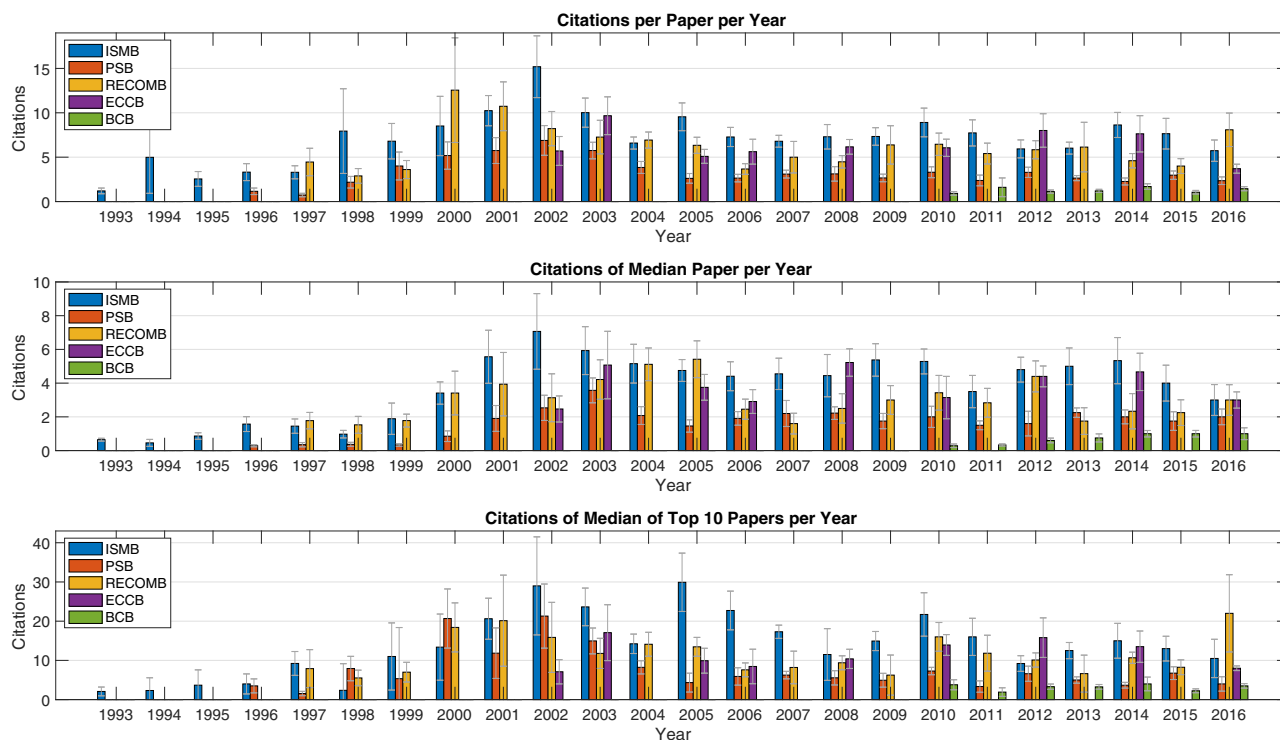 Citations per Paper per Year
Citations
15
10
5
0
ISMB
PSB
RECOMB
ECCB
BCB
1993 1994 1995 1996 1997 1998 1999 2000 2001 2002 2003 2004 2005 2006 2007 2008 2009 2010 2011 2012 2013 2014 2015 2016
Year
Citations of Median Paper per Year
Citations
10
8
6
4
2
0
ISMB
PSB
RECOMB
ECCB
BCB
1993 1994 1995 1996 1997 1998 1999 2000 2001 2002 2003 2004 2005 2006 2007 2008 2009 2010 2011 2012 2013 2014 2015 2016
Year
Citations of Median of Top 10 Papers per Year
Citations
40
30
20
10
0
ISMB
PSB
RECOMB
ECCB
BCB
1993 1994 1995 1996 1997 1998 1999 2000 2001 2002 2003 2004 2005 2006 2007 2008 2009 2010 2011 2012 2013 2014 2015 2016
Year